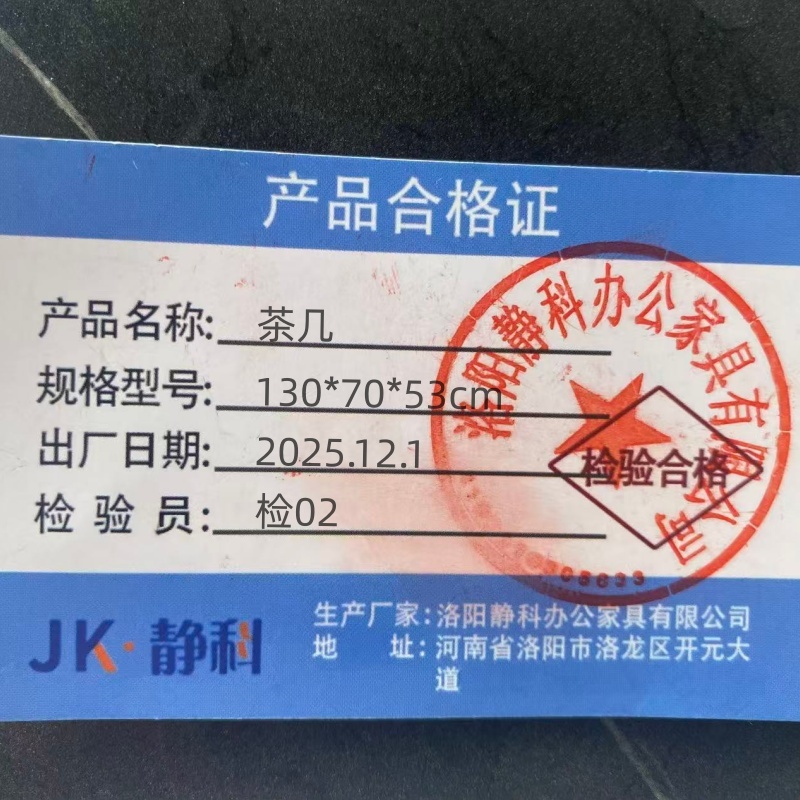 产品合格证
产品名称: 茶几
规格型号: 130*70*53cm
出厂日期: 2025.12.1
检验员: 检02
洛阳静科办公家具有限公司
检验合格
JK·静科
生产厂家:洛阳静科办公家具有限公司
地 址:河南省洛阳市洛龙区开元大
道